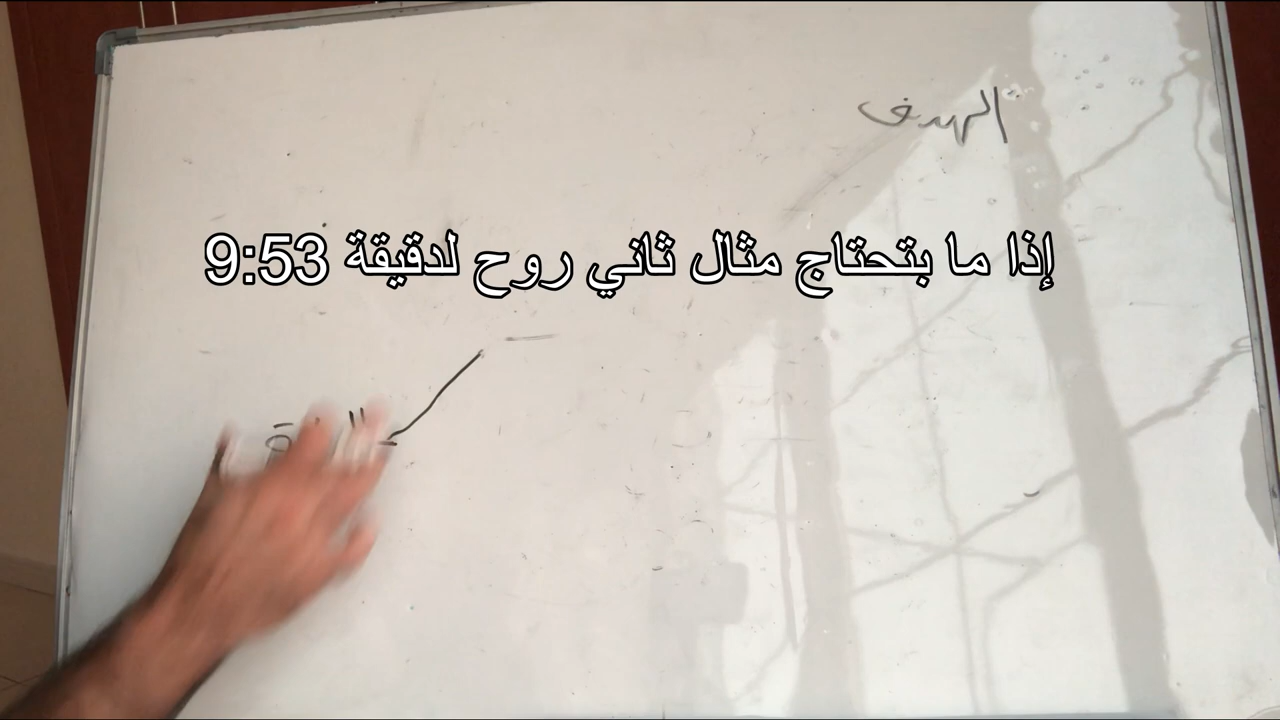 الهدف
إذا ما بتحتاج مثال ثاني روح لدقيقة 9:53